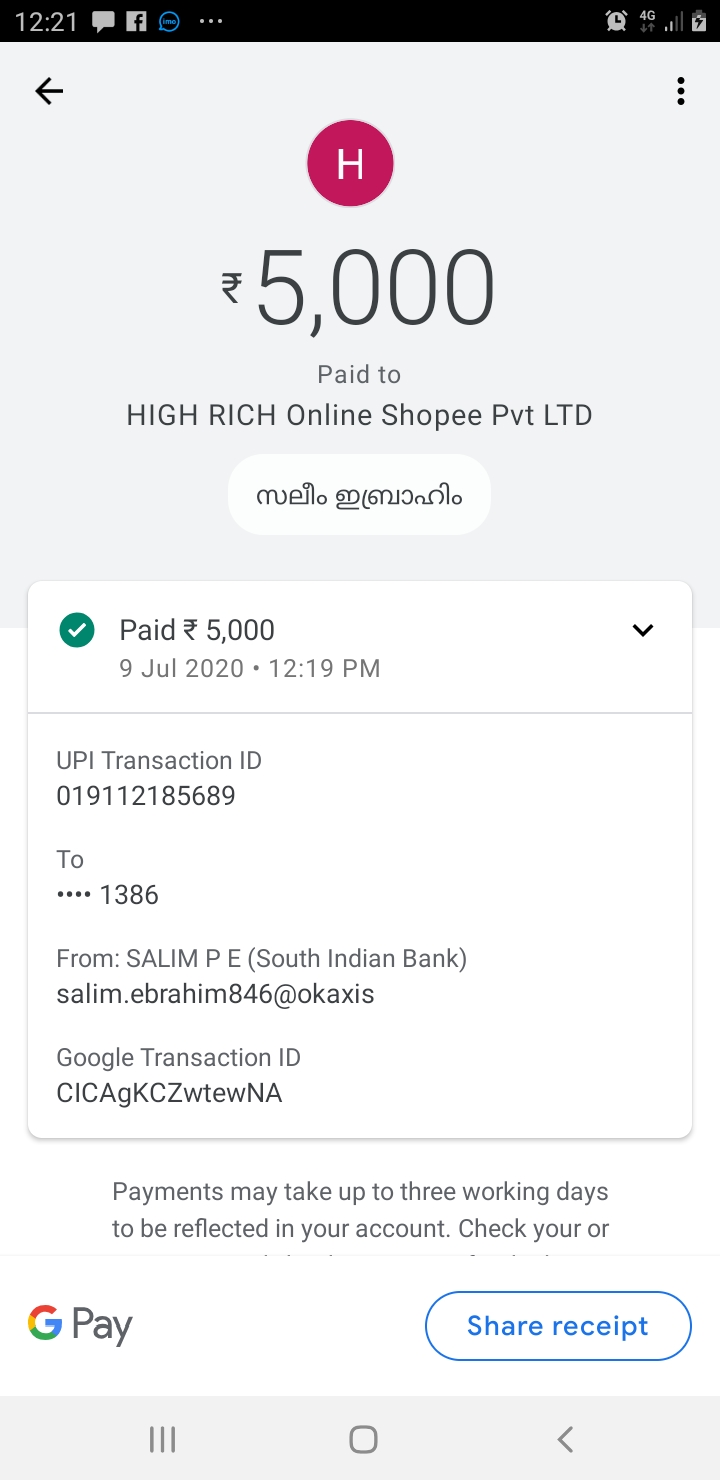 12:21
imo
4G
H
₹5,000
Paid to
HIGH RICH Online Shopee Pvt LTD
സലീം ഇബ്രാഹിം
Paid ₹ 5,000
9 Jul 2020 • 12:19 PM
UPI Transaction ID
019112185689
To
•••• 1386
From: SALIM P E (South Indian Bank)
salim.ebrahim846@okaxis
Google Transaction ID
CICAgKCZwtewNA
Payments may take up to three working days
to be reflected in your account. Check your or
G Pay
Share receipt